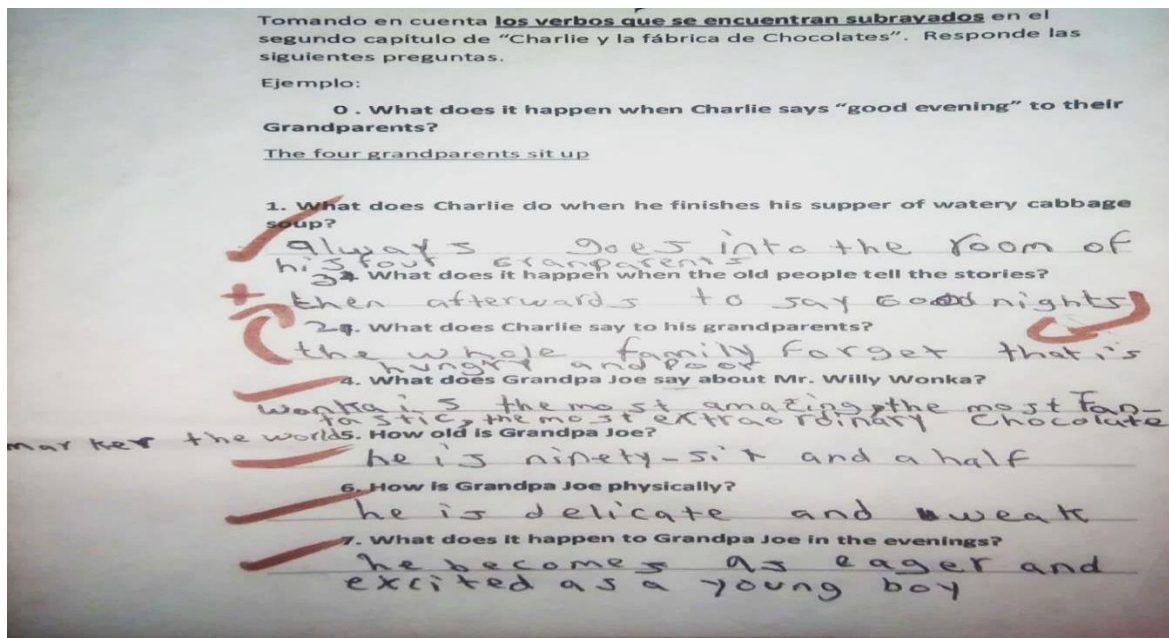 Tomando en cuenta los verbos que se encuentran subrayados en el
segundo capítulo de “Charlie y la fábrica de Chocolates”. Responde las
siguientes preguntas.
Ejemplo:
0 . What does it happen when Charlie says “good evening” to their
Grandparents?
The four grandparents sit up
1. What does Charlie do when he finishes his supper of watery cabbage
soup?
always goes into the room of
his four granparents
3. What does it happen when the old people tell the stories?
then afterwards to say Good nights
2. What does Charlie say to his grandparents?
the whole family forget that is
hungry and poor
4. What does Grandpa Joe say about Mr. Willy Wonka?
Wonka is the most amazing, the most Fan-
tastic, the most extraordinary Chocolate
marker the world
5. How old is Grandpa Joe?
he is ninety-six and a half
6. How is Grandpa Joe physically?
he is delicate and weak
7. What does it happen to Grandpa Joe in the evenings?
he becomes as eager and
excited as a young boy